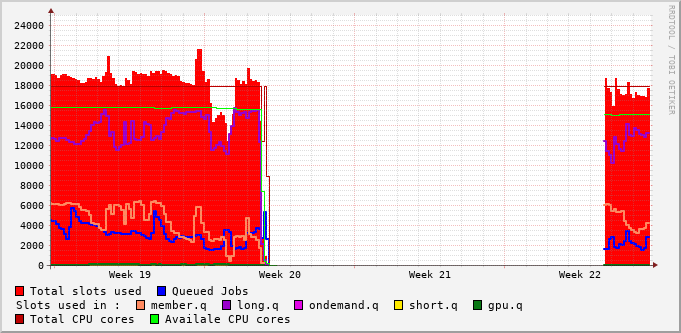 24000
22000
20000
18000
16000
14000
12000
10000
8000
6000
4000
2000
0
Week 19 Week 20 Week 21 Week 22
Total slots used Queued Jobs
Slots used in : member.q long.q ondemand.q short.q gpu.q
Total CPU cores Availale CPU cores
RRDTOOL / TOBI OETIKER